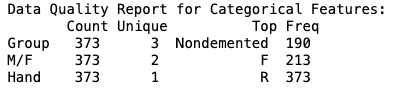 Data Quality Report for Categorical Features:
Count Unique Top Freq
Group 373 3 Nondemented 190
M/F 373 2 F 213
Hand 373 1 R 373